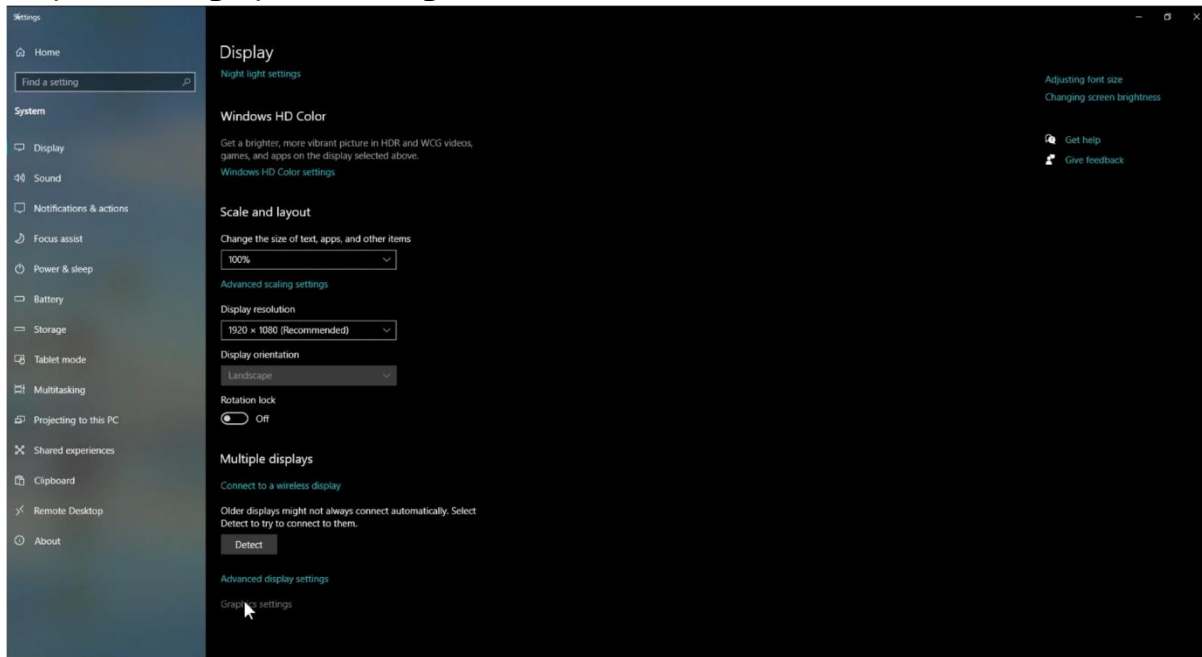 Settings
Home
Find a setting
System
Display
Sound
Notifications & actions
Focus assist
Power & sleep
Battery
Storage
Tablet mode
Multitasking
Projecting to this PC
Shared experiences
Clipboard
Remote Desktop
About
Display
Night light settings
Windows HD Color
Get a brighter, more vibrant picture in HDR and WCG videos,
games, and apps on the display selected above.
Windows HD Color settings
Scale and layout
Change the size of text, apps, and other items
100%
Advanced scaling settings
Display resolution
1920 × 1080 (Recommended)
Display orientation
Landscape
Rotation lock
Off
Multiple displays
Connect to a wireless display
Older displays might not always connect automatically. Select
Detect to try to connect to them.
Detect
Advanced display settings
Graphics settings
Adjusting font size
Changing screen brightness
Get help
Give feedback